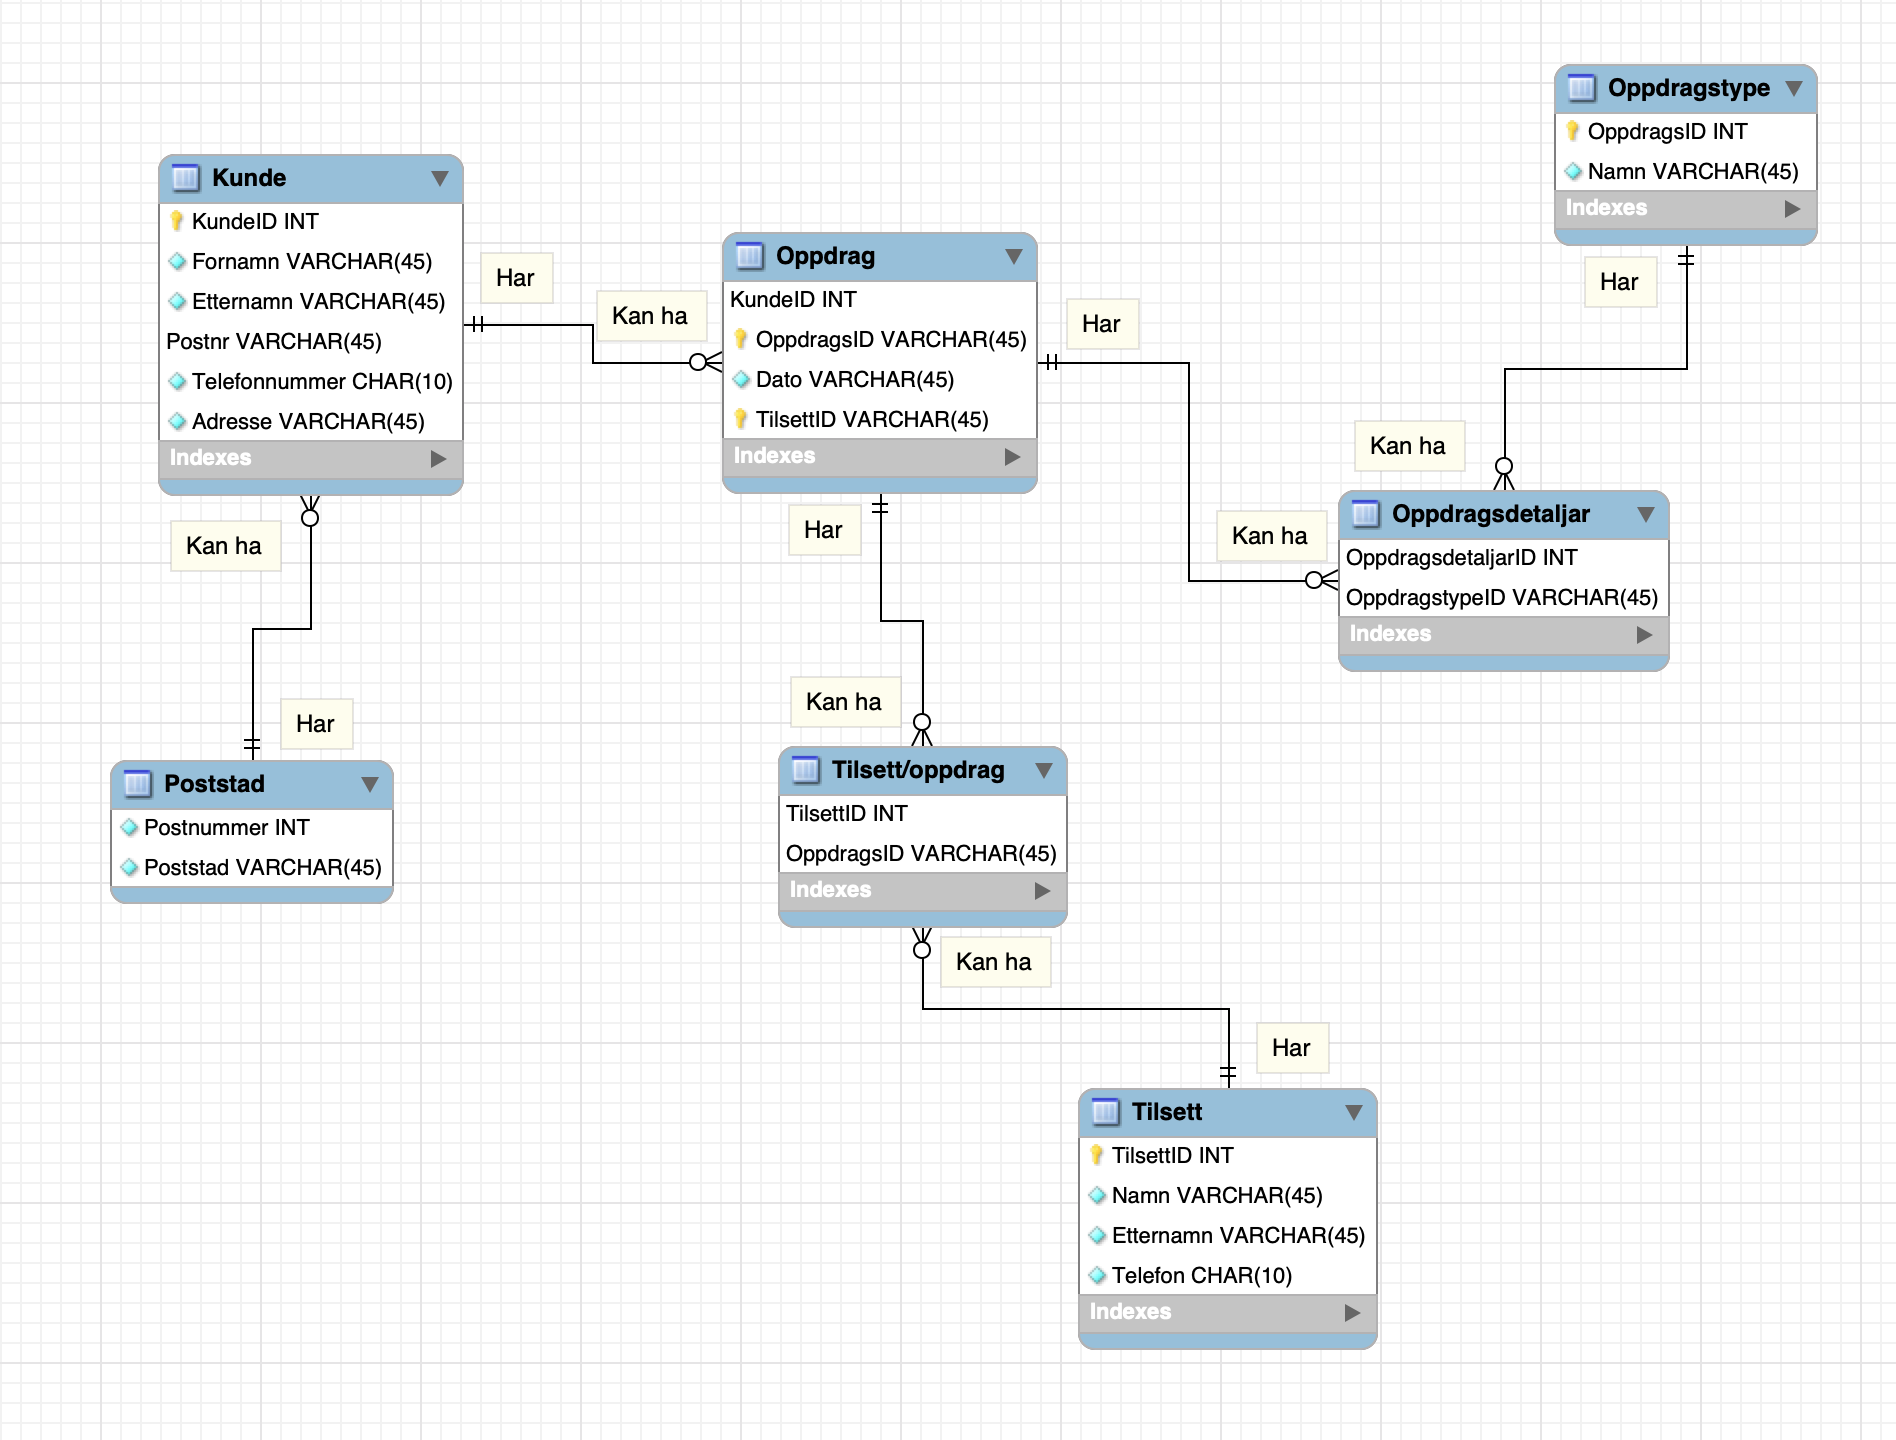 Kunde
KundeID INT
Fornamn VARCHAR(45)
Etternamn VARCHAR(45)
Postnr VARCHAR(45)
Telefonnummer CHAR(10)
Adresse VARCHAR(45)
Indexes
Har
Kan ha
Oppdrag
KundeID INT
OppdragsID VARCHAR(45)
Dato VARCHAR(45)
TilsettID VARCHAR(45)
Indexes
Har
Kan ha
Oppdragstype
OppdragsID INT
Namn VARCHAR(45)
Indexes
Har
Kan ha
Oppdragsdetaljar
OppdragsdetaljarID INT
OppdragstypeID VARCHAR(45)
Indexes
Kan ha
Har
Poststad
Postnummer INT
Poststad VARCHAR(45)
Har
Kan ha
Tilsett/oppdrag
TilsettID INT
OppdragsID VARCHAR(45)
Indexes
Kan ha
Har
Tilsett
TilsettID INT
Namn VARCHAR(45)
Etternamn VARCHAR(45)
Telefon CHAR(10)
Indexes